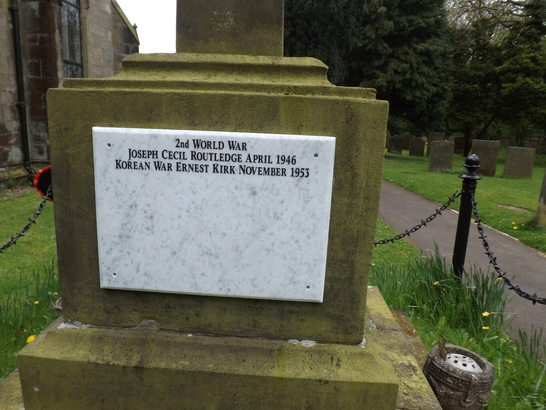 2nd WORLD WAR
JOSEPH CECIL ROUTLEDGE APRIL 1946
KOREAN WAR ERNEST KIRK NOVEMBER 1953